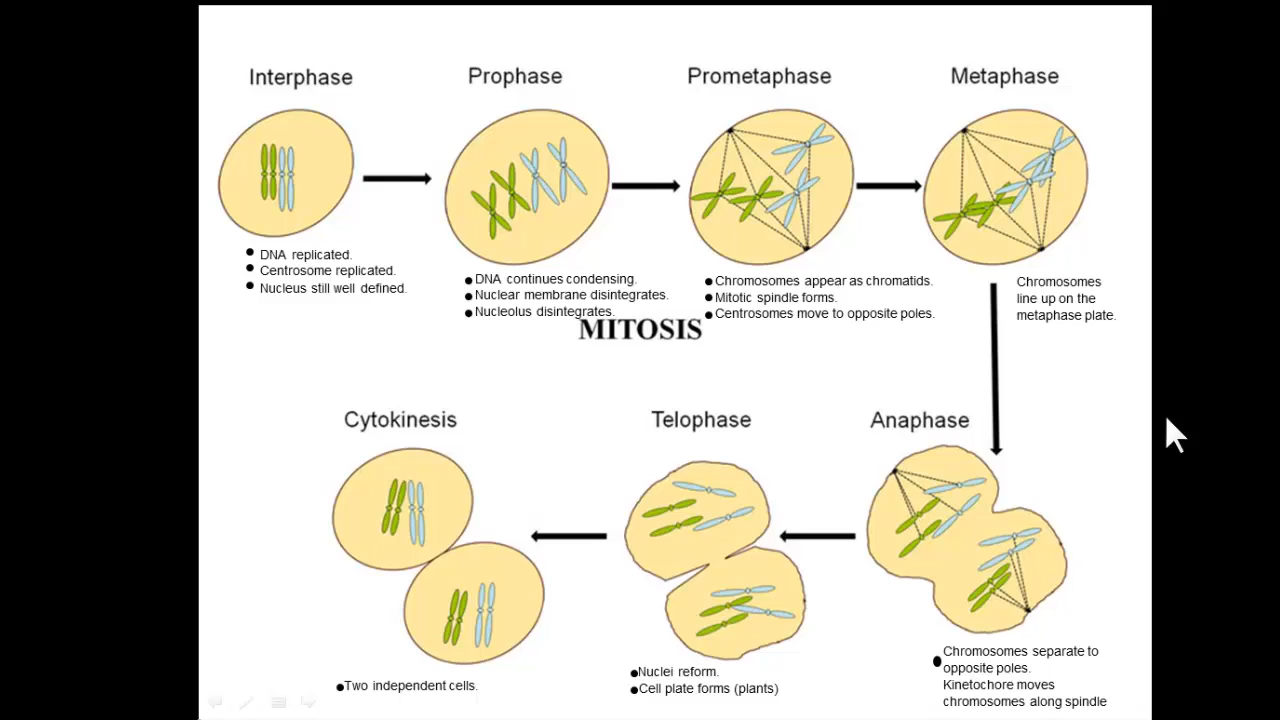 Interphase
Prophase
Prometaphase
Metaphase
DNA replicated.
Centrosome replicated.
Nucleus still well defined.
DNA continues condensing.
Nuclear membrane disintegrates.
Nucleolus disintegrates.
Chromosomes appear as chromatids.
Mitotic spindle forms.
Centrosomes move to opposite poles.
Chromosomes
line up on the
metaphase plate.
MITOSIS
Cytokinesis
Telophase
Anaphase
Two independent cells.
Nuclei reform.
Cell plate forms (plants)
Chromosomes separate to
opposite poles.
Kinetochore moves
chromosomes along spindle